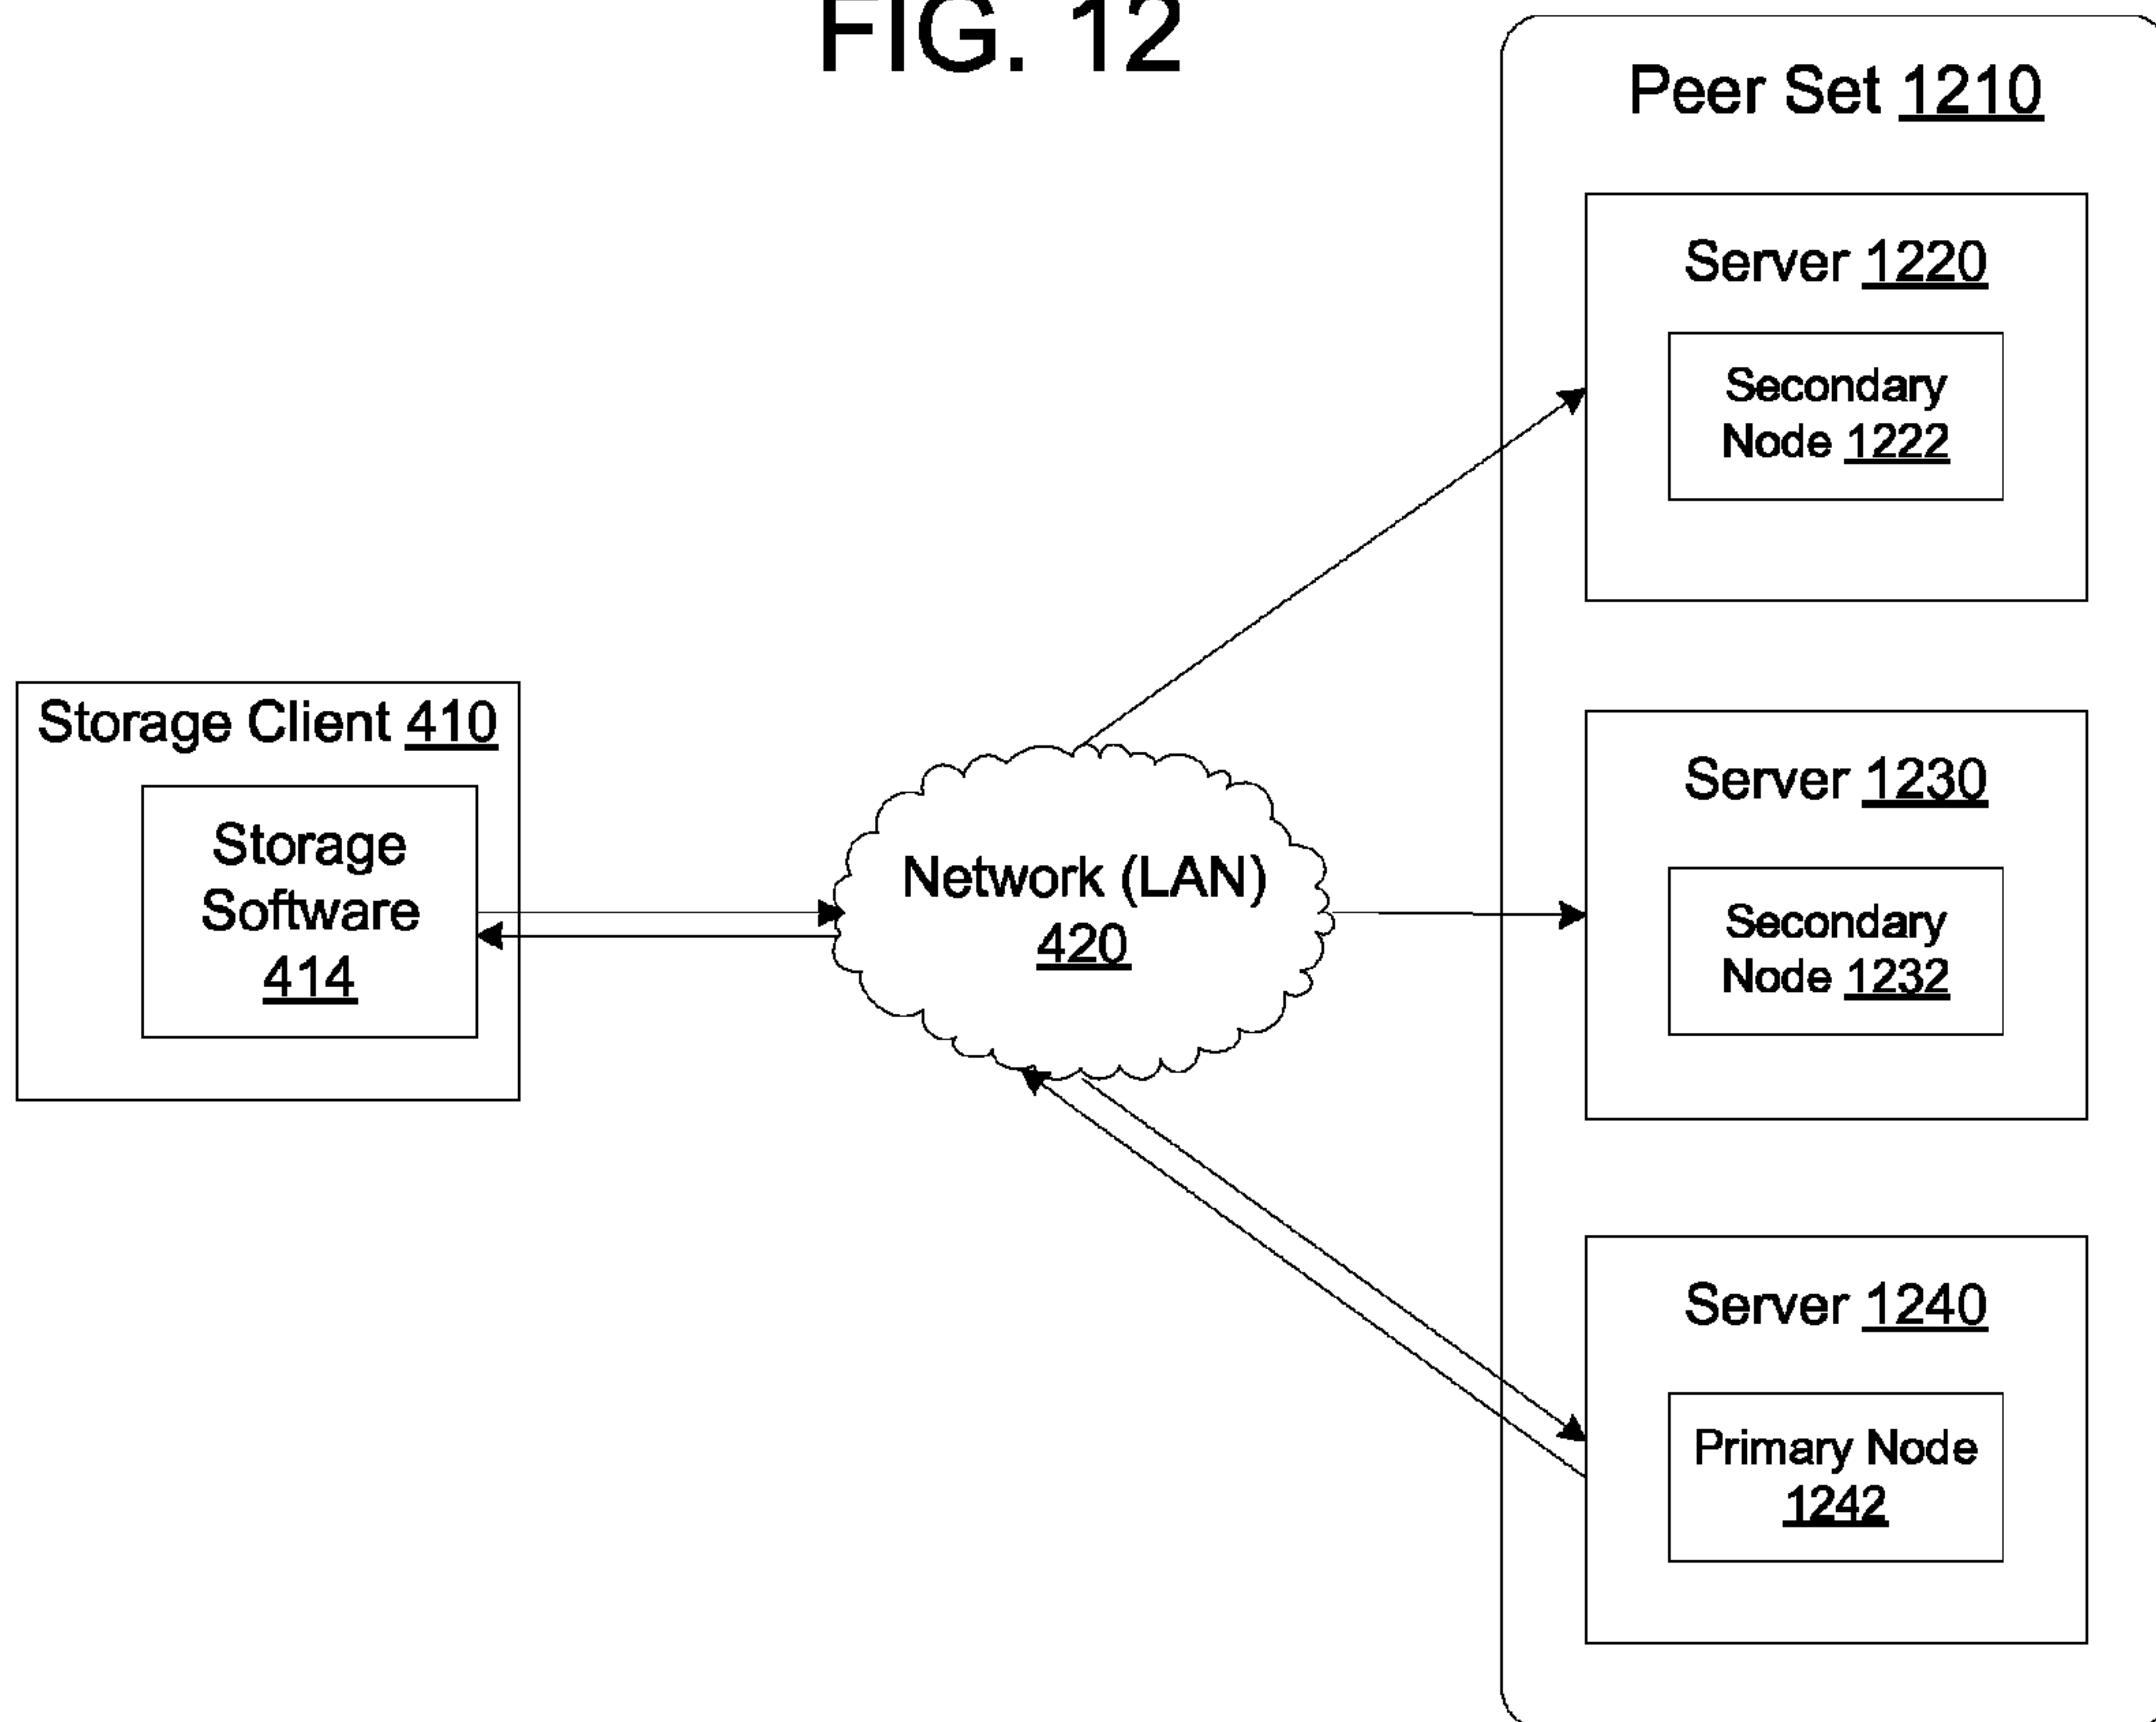 FIG. 12
Peer Set 1210
Server 1220
Secondary
Node 1222
Storage Client 410
Storage
Software
414
Network (LAN)
420
Server 1230
Secondary
Node 1232
Server 1240
Primary Node
1242